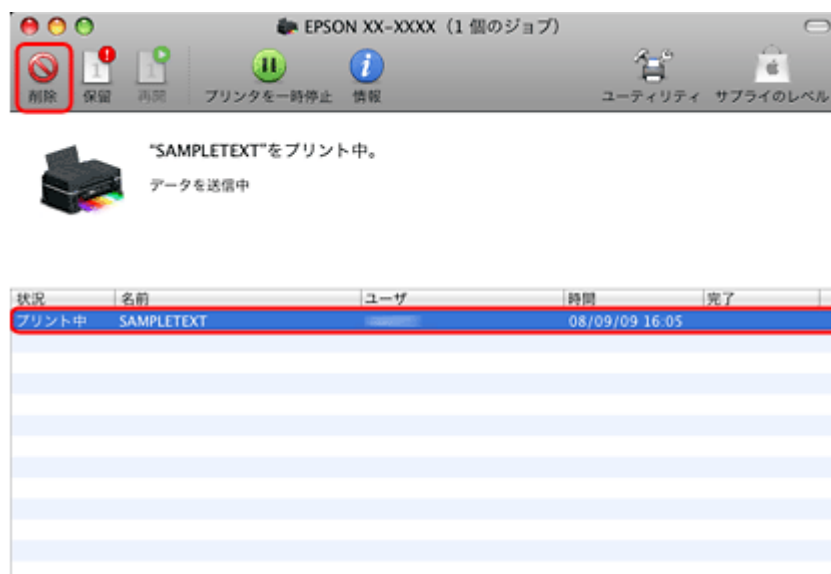 EPSON XX-XXXX（1 個のジョブ）
削除 保留 再開 プリンタを一時停止 情報 ユーティリティ サプライのレベル
"SAMPLETEXT"をプリント中。
データを送信中
状況 名前 ユーザ 時間 完了
プリント中 SAMPLETEXT 08/09/09 16:05